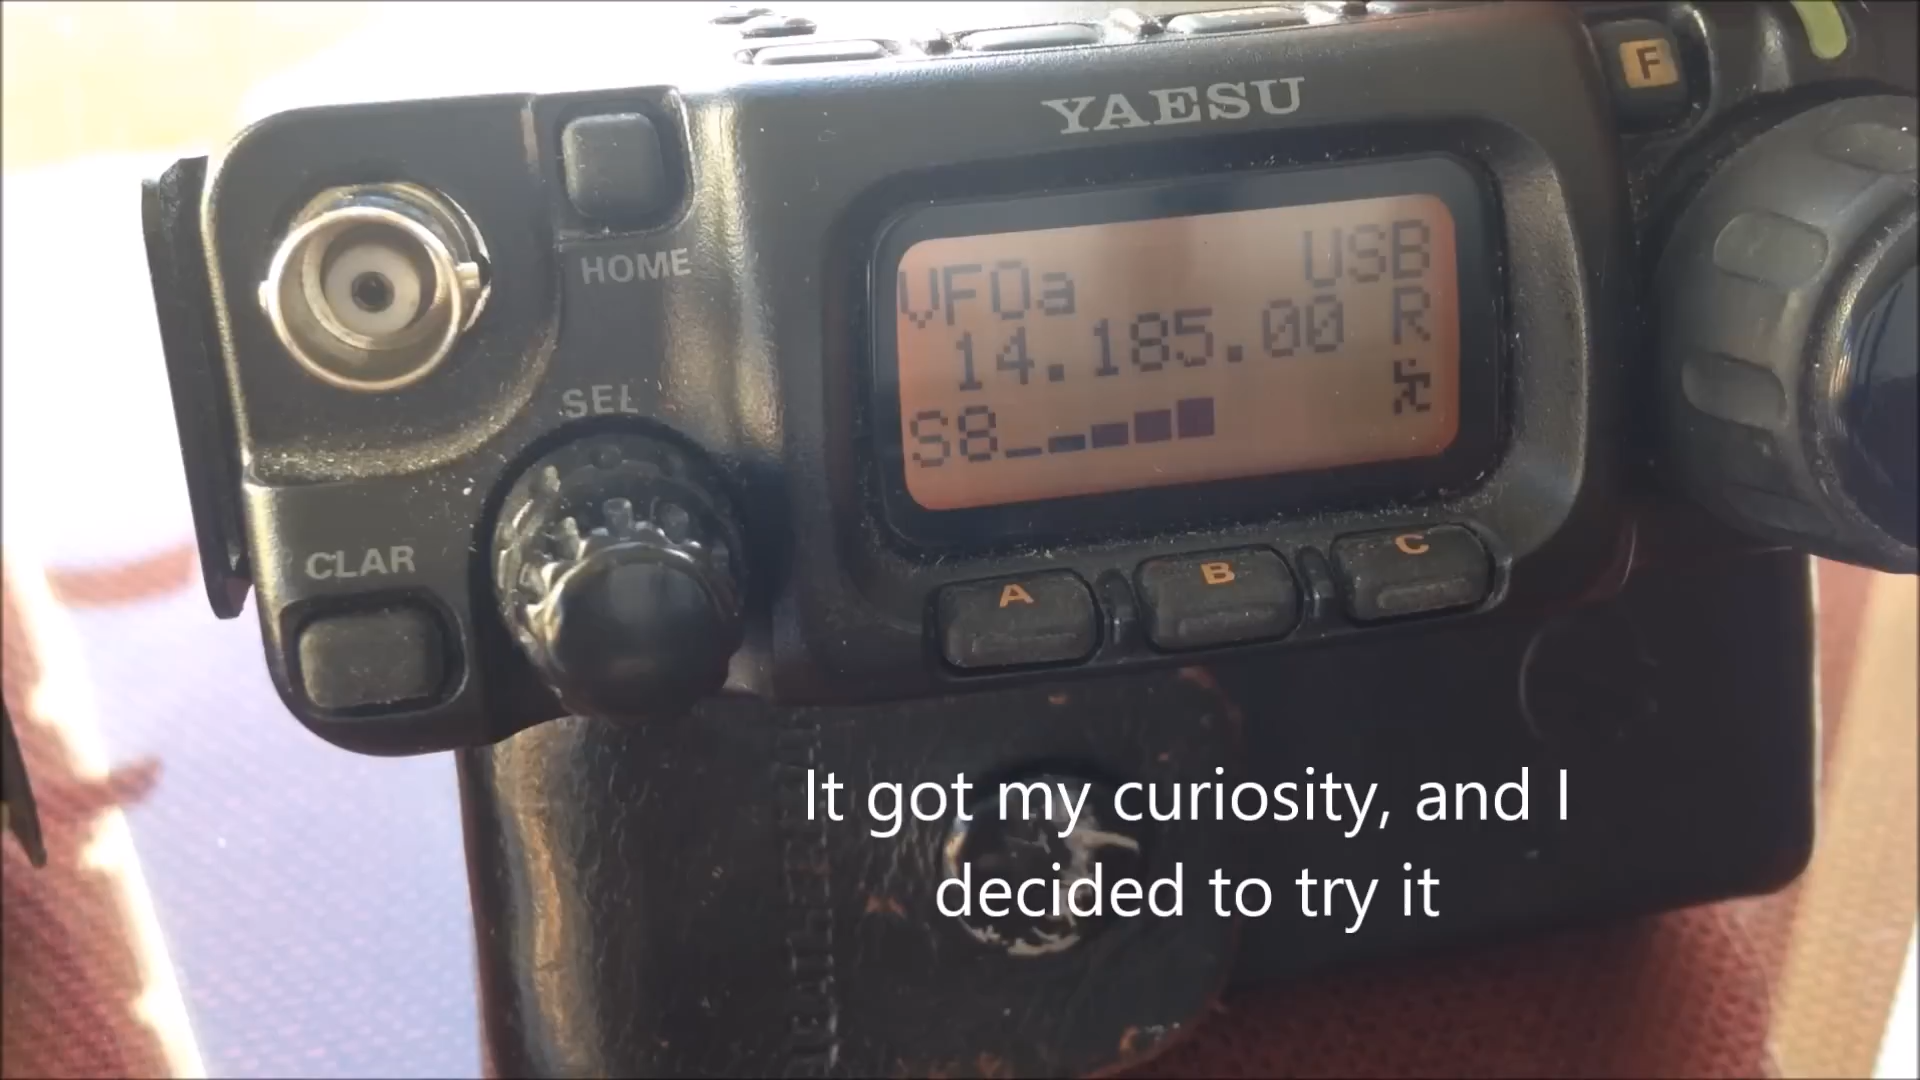 YAESU
F
HOME
VFOa USB
14.185.00 R
S8
SEL
CLAR
A B C
It got my curiosity, and I
decided to try it